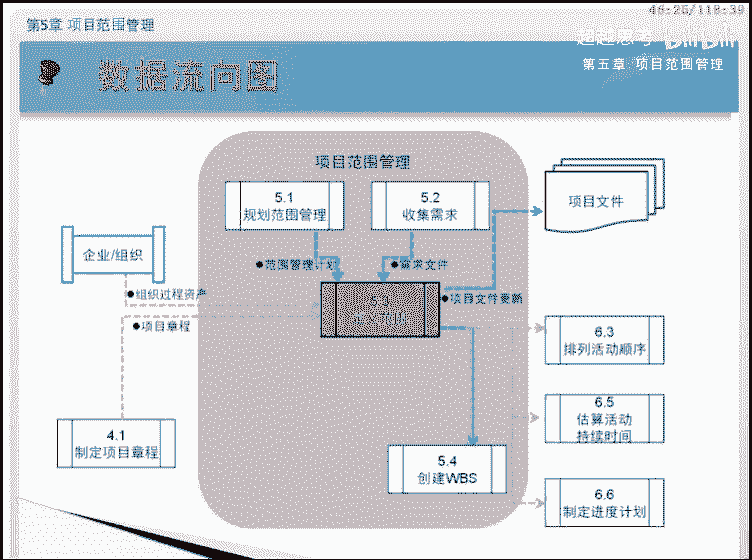 46:26/118:39
第5章 项目范围管理
超越思考 bilibili
数据流向图
第五章 项目范围管理
项目范围管理
5.1
规划范围管理
5.2
收集需求
项目文件
企业/组织
●范围管理计划
●需求文件
●组织过程资产
●项目文件更新
●项目章程
6.3
排列活动顺序
6.5
估算活动
持续时间
4.1
制定项目章程
5.4
创建WBS
6.6
制定进度计划